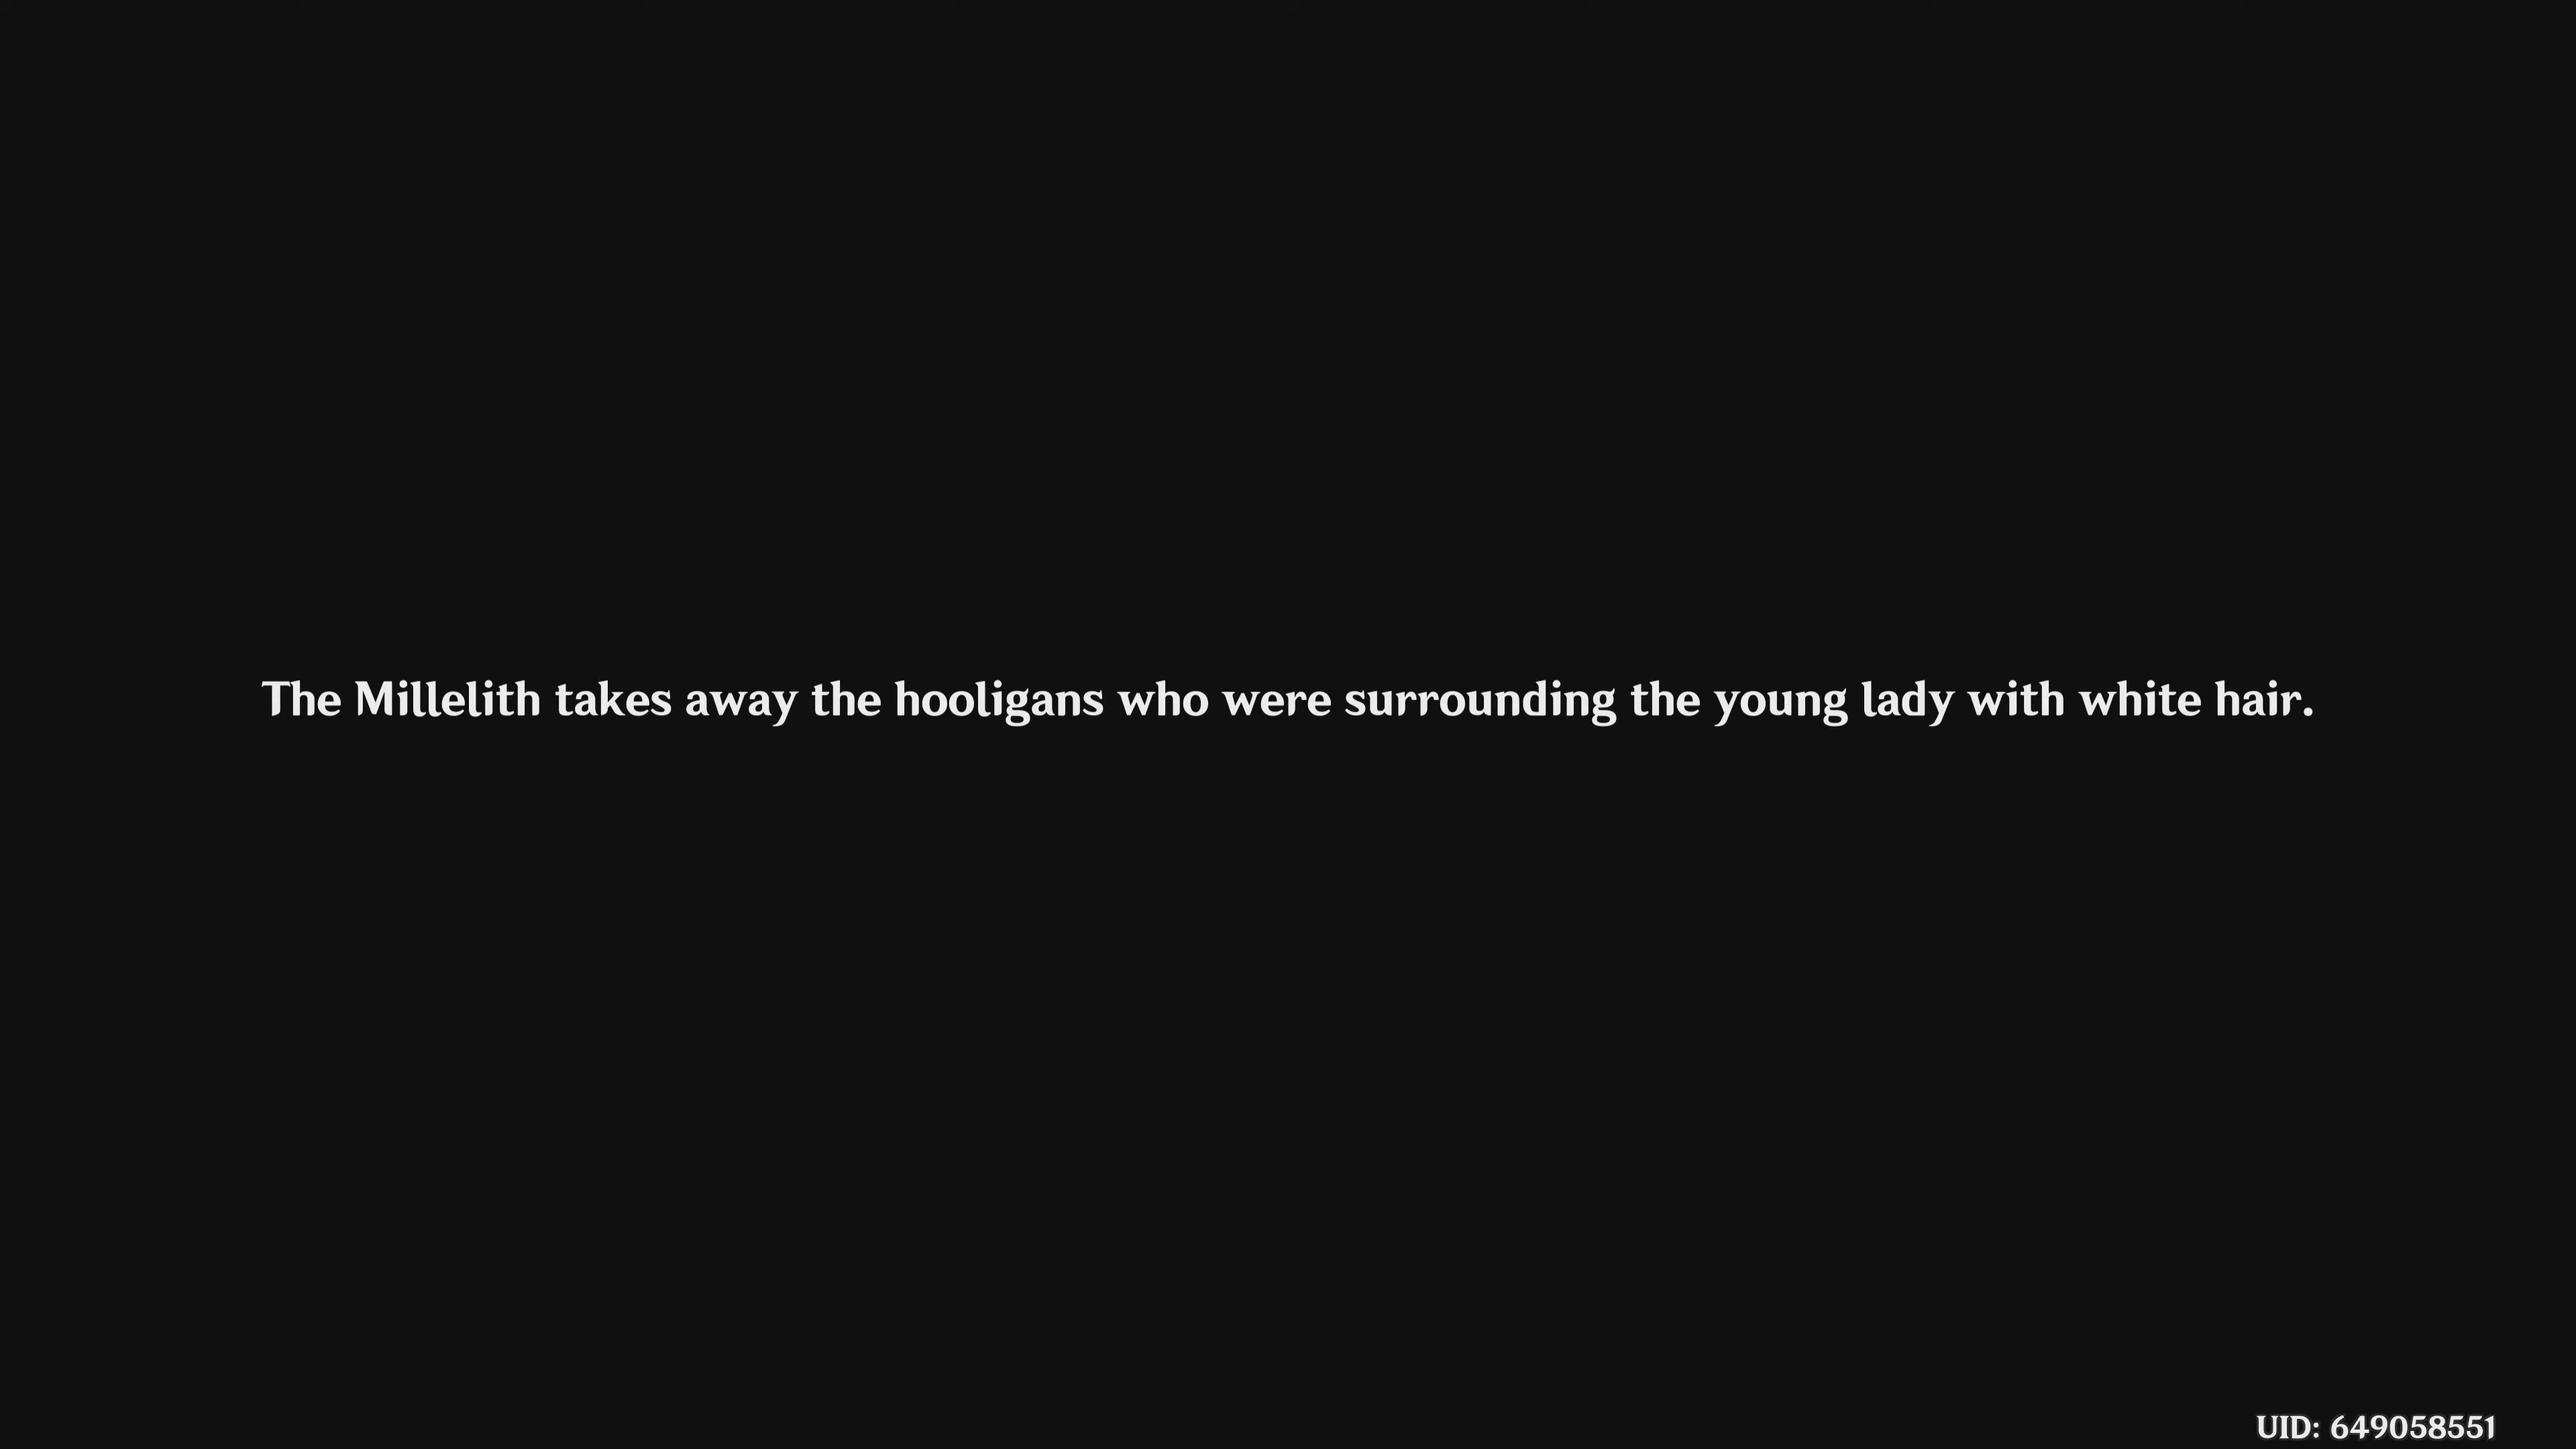 The Millelith takes away the hooligans who were surrounding the young lady with white hair.
UID: 649058551